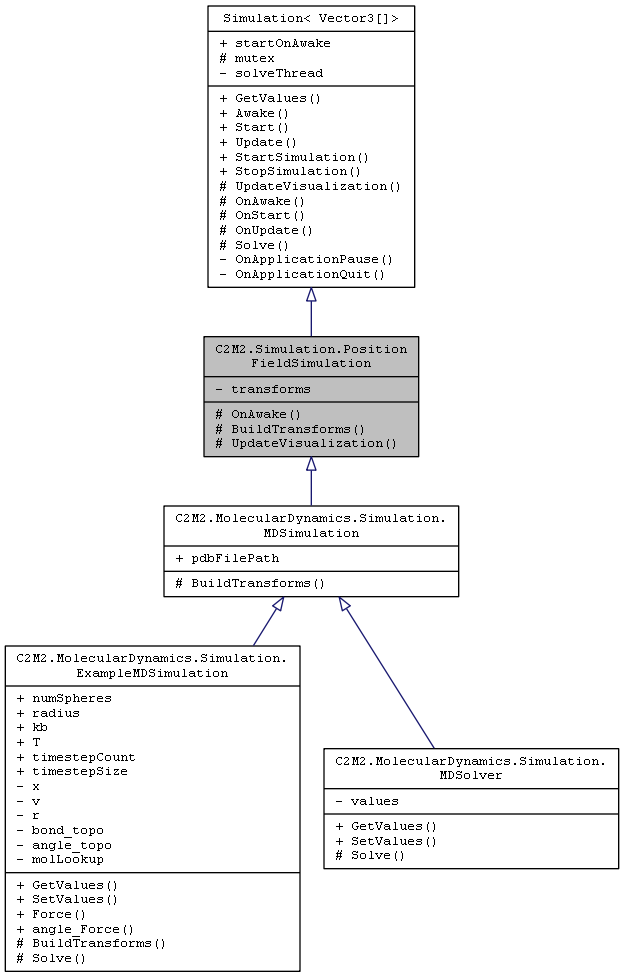 Simulation< Vector3[]>
+ startOnAwake
# mutex
- solveThread
+ GetValues()
+ Awake()
+ Start()
+ Update()
+ StartSimulation()
+ StopSimulation()
# UpdateVisualization()
# OnAwake()
# OnStart()
# OnUpdate()
# Solve()
- OnApplicationPause()
- OnApplicationQuit()
C2M2.Simulation.Position
FieldSimulation
- transforms
# OnAwake()
# BuildTransforms()
# UpdateVisualization()
C2M2.MolecularDynamics.Simulation.
MDSimulation
+ pdbFilePath
# BuildTransforms()
C2M2.MolecularDynamics.Simulation.
ExampleMDSimulation
+ numSpheres
+ radius
+ kb
+ T
+ timestepCount
+ timestepSize
- x
- v
- r
- bond_topo
- angle_topo
- molLookup
+ GetValues()
+ SetValues()
+ Force()
+ angle_Force()
# BuildTransforms()
# Solve()
C2M2.MolecularDynamics.Simulation.
MDSolver
- values
+ GetValues()
+ SetValues()
# Solve()